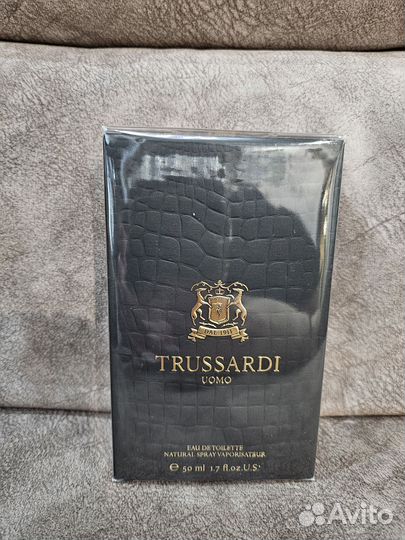 DAL 1911
TRUSSARDI
UOMO
EAU DE TOILETTE
NATURAL SPRAY VAPORISATEUR
℮ 50 ml 1.7 fl.oz.U.S.
Avito